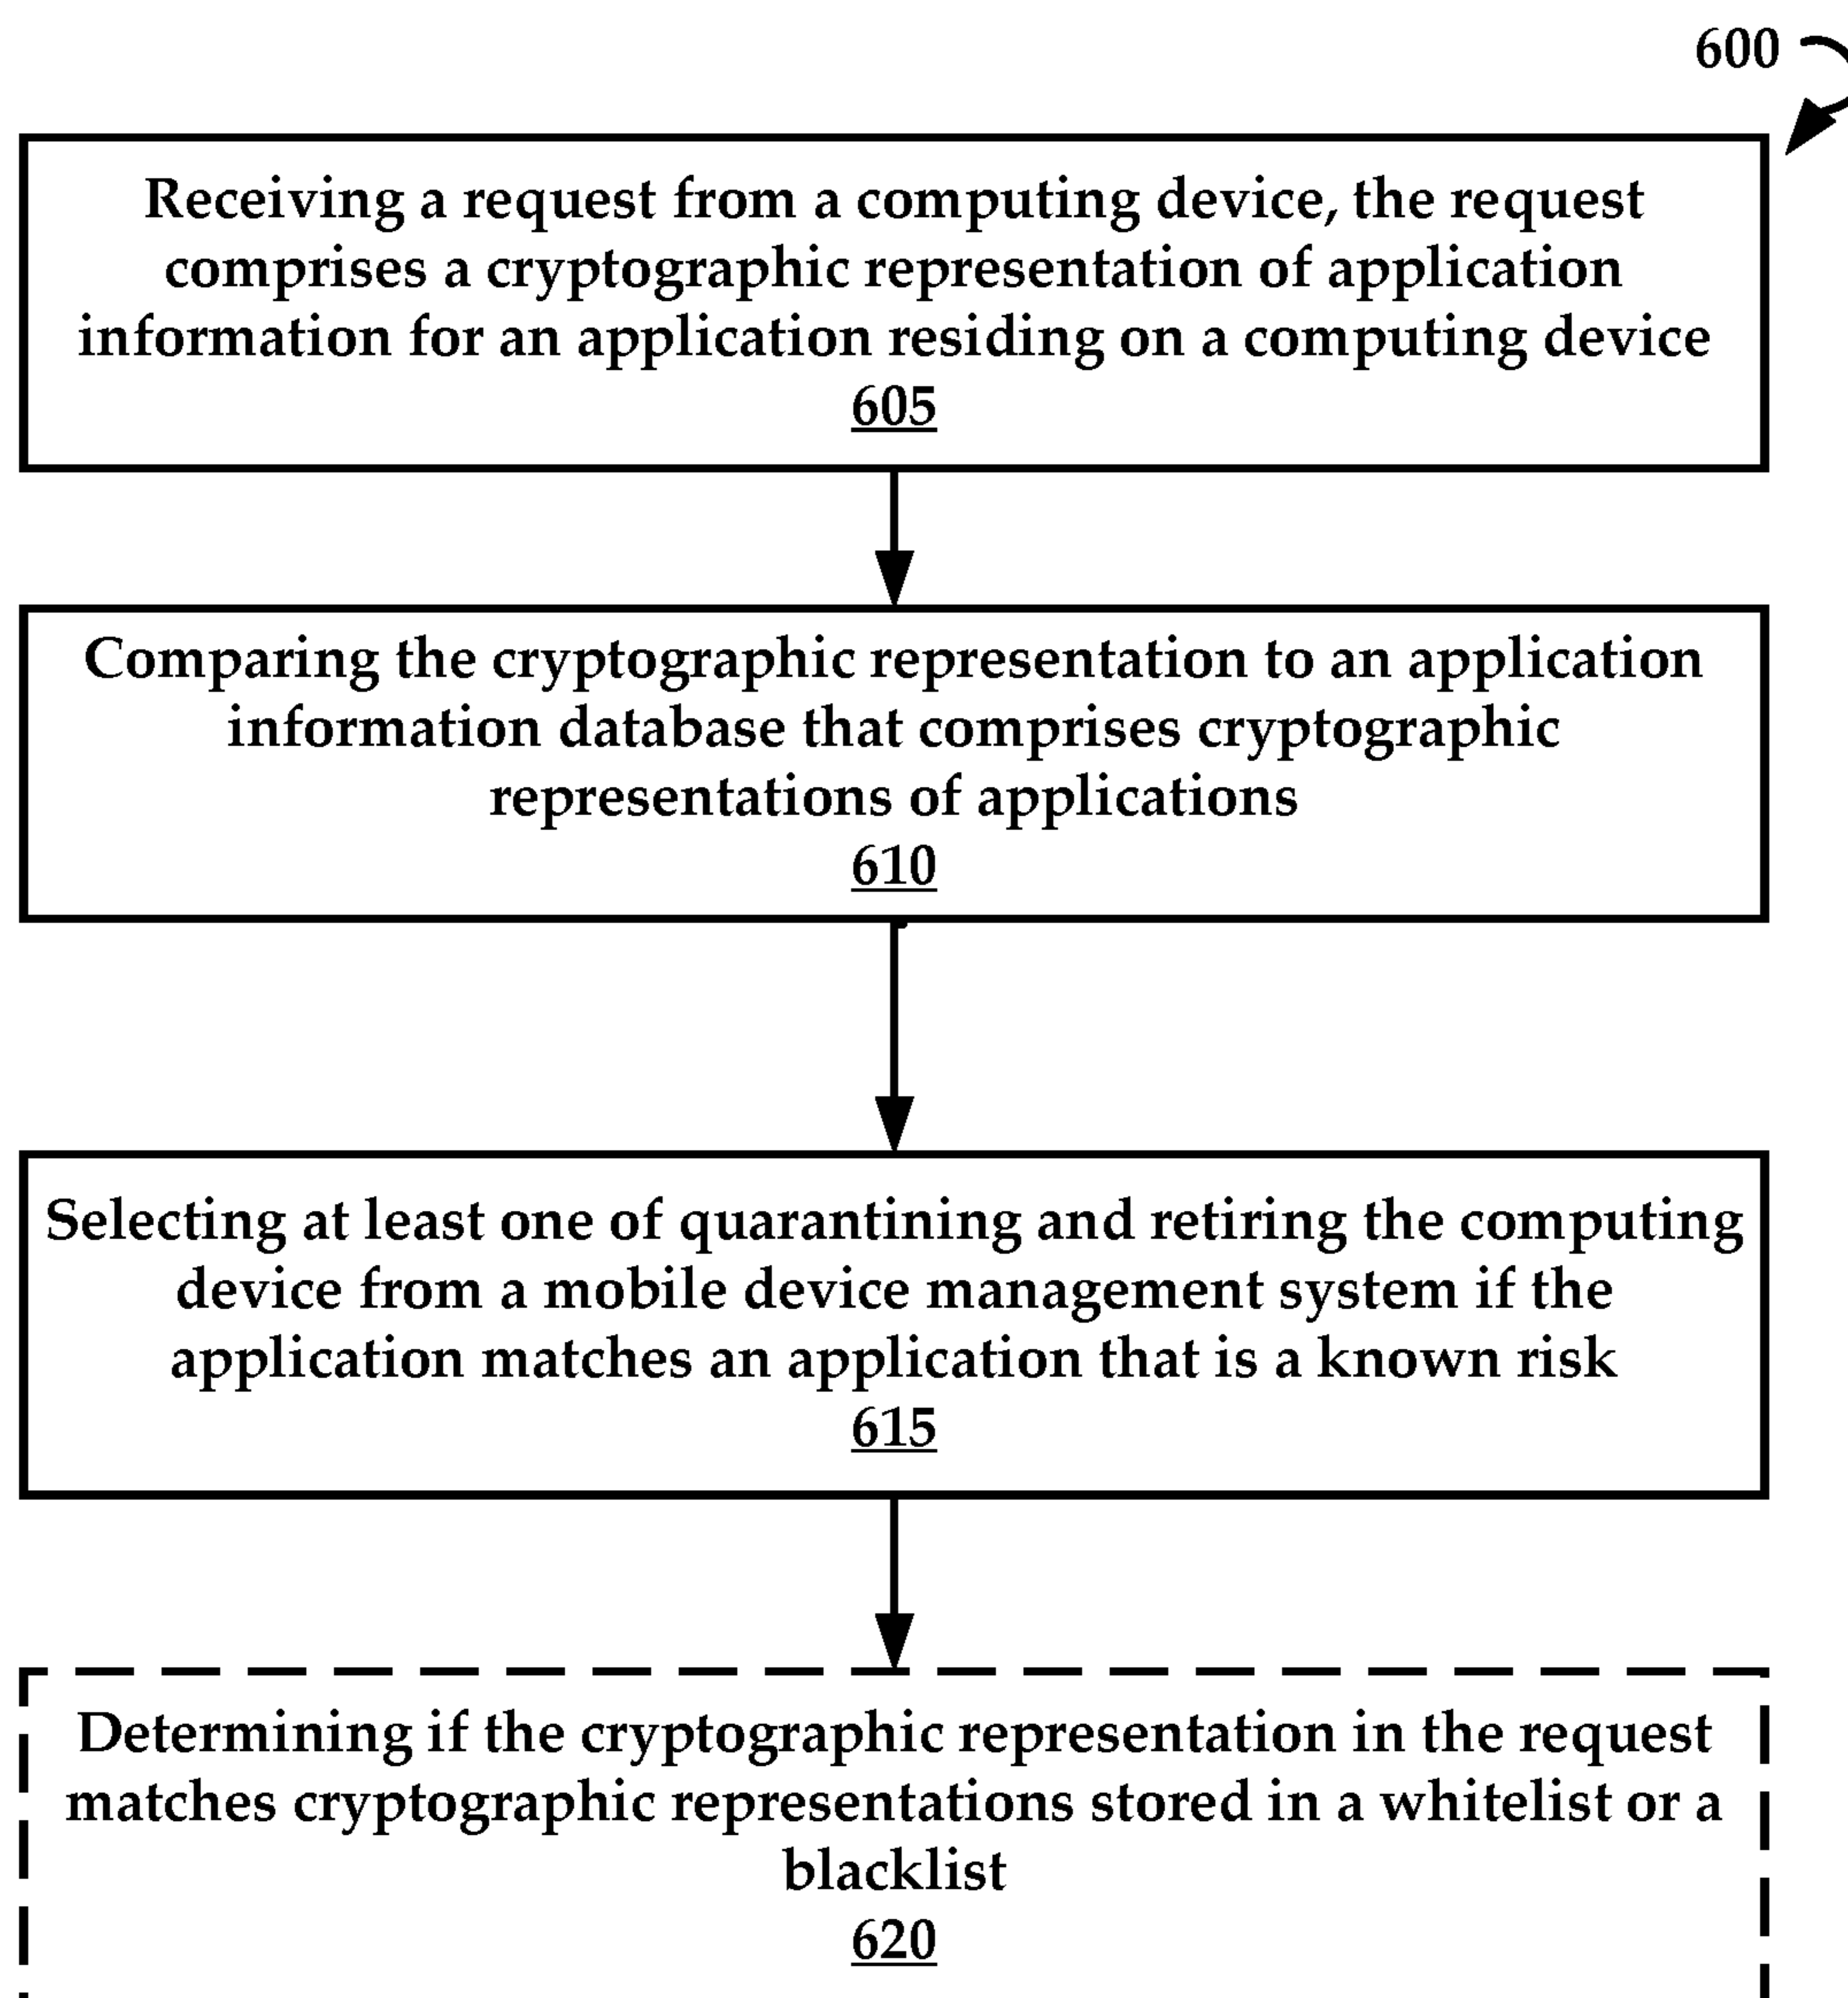 600
Receiving a request from a computing device, the request
comprises a cryptographic representation of application
information for an application residing on a computing device
605
Comparing the cryptographic representation to an application
information database that comprises cryptographic
representations of applications
610
Selecting at least one of quarantining and retiring the computing
device from a mobile device management system if the
application matches an application that is a known risk
615
Determining if the cryptographic representation in the request
matches cryptographic representations stored in a whitelist or a
blacklist
620